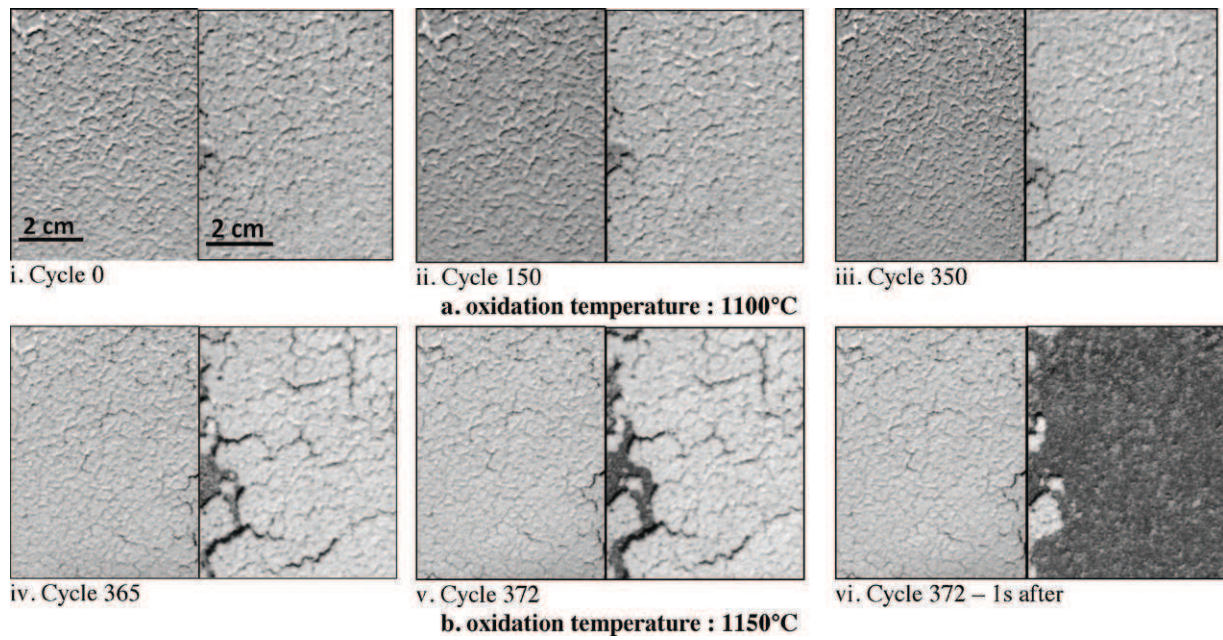 2 cm
2 cm
i. Cycle 0
ii. Cycle 150
iii. Cycle 350
a. oxidation temperature : 1100°C
iv. Cycle 365
v. Cycle 372
vi. Cycle 372 – 1s after
b. oxidation temperature : 1150°C